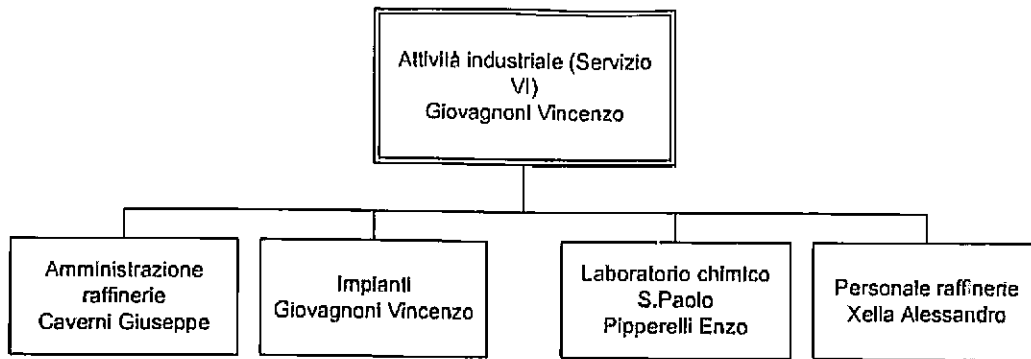 Attività industriale (Servizio
VI)
Giovagnoni Vincenzo
Amministrazione
raffinerie
Caverni Giuseppe
Impianti
Giovagnoni Vincenzo
Laboratorio chimico
S.Paolo
Pipperelli Enzo
Personale raffinerie
Xella Alessandro